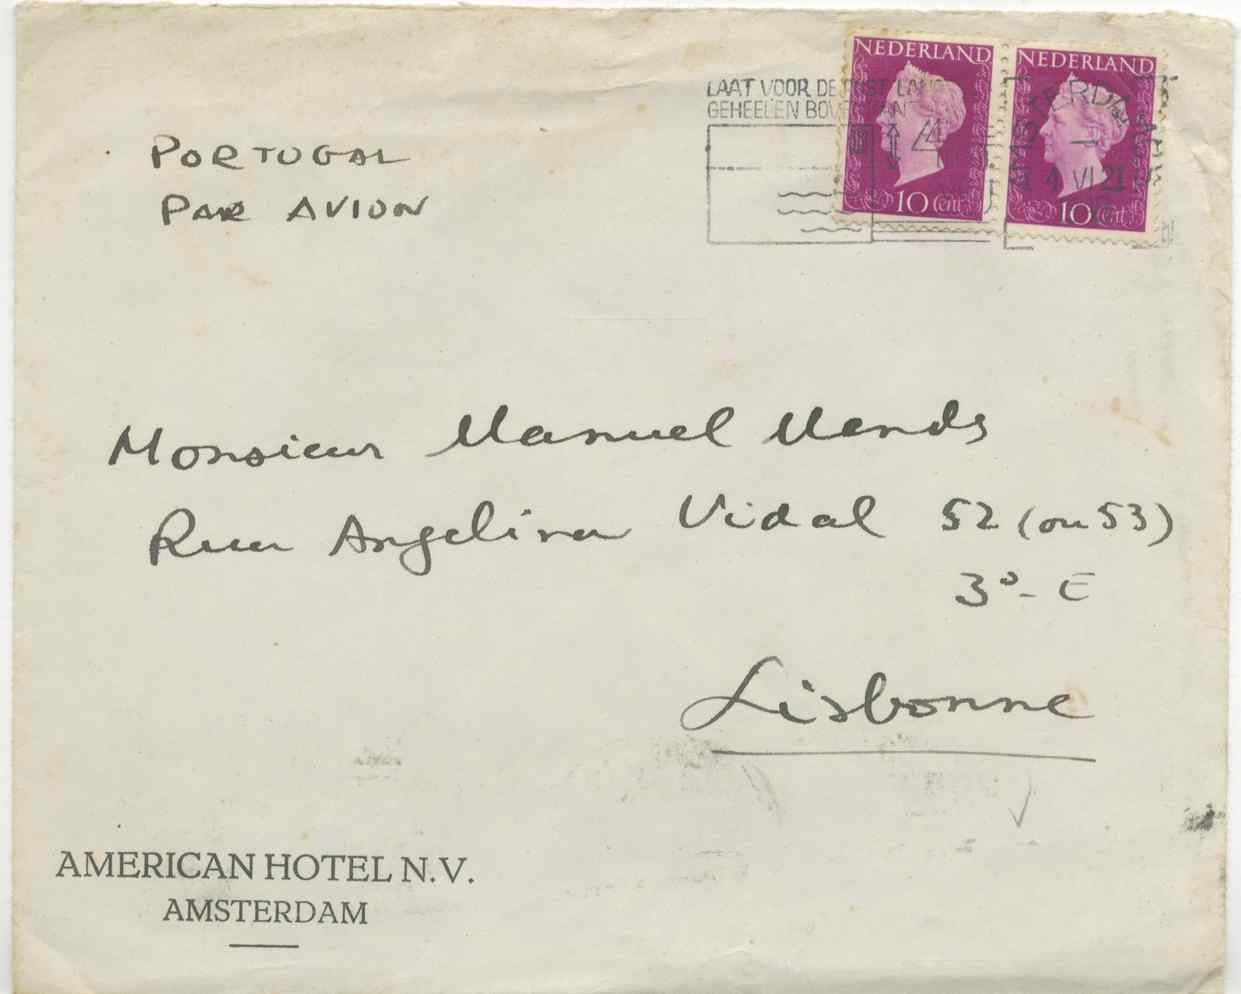 NEDERLAND NEDERLAND
LAAT VOOR DE
GEHEELEN BOVEN
10 Cent 10 Cent
PORTUGAL
PAR AVION
Monsieur Manuel Mendes
Rua Angelina Vidal 52 (ou 53)
3º - E
Lisbonne
AMERICAN HOTEL N.V.
AMSTERDAM